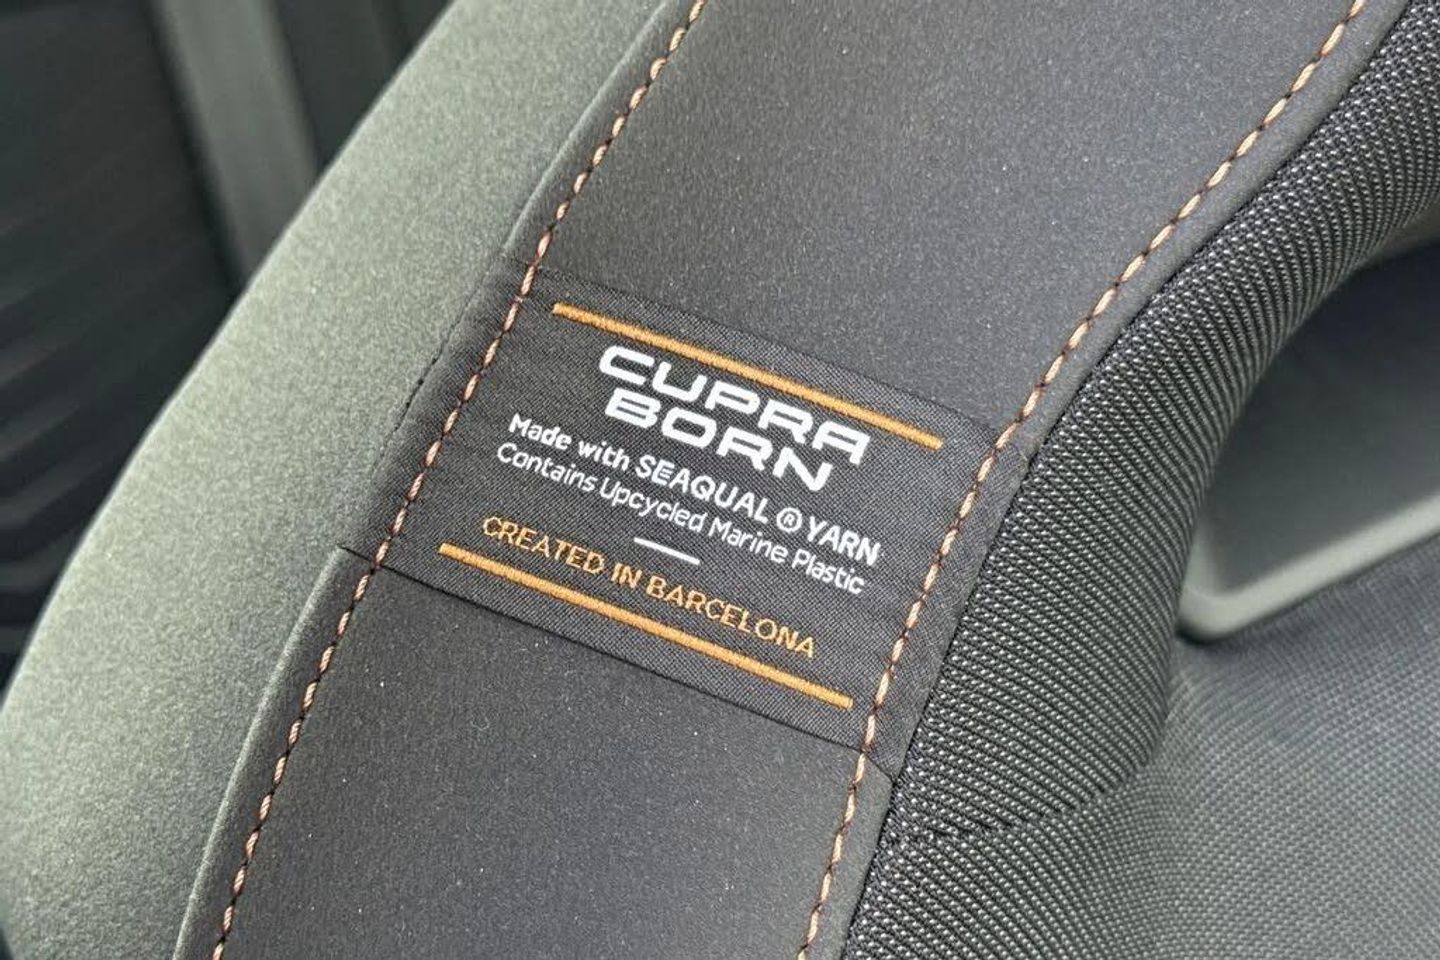 CUPRA
BORN
Made with SEAQUAL ® YARN
Contains Upcycled Marine Plastic
CREATED IN BARCELONA